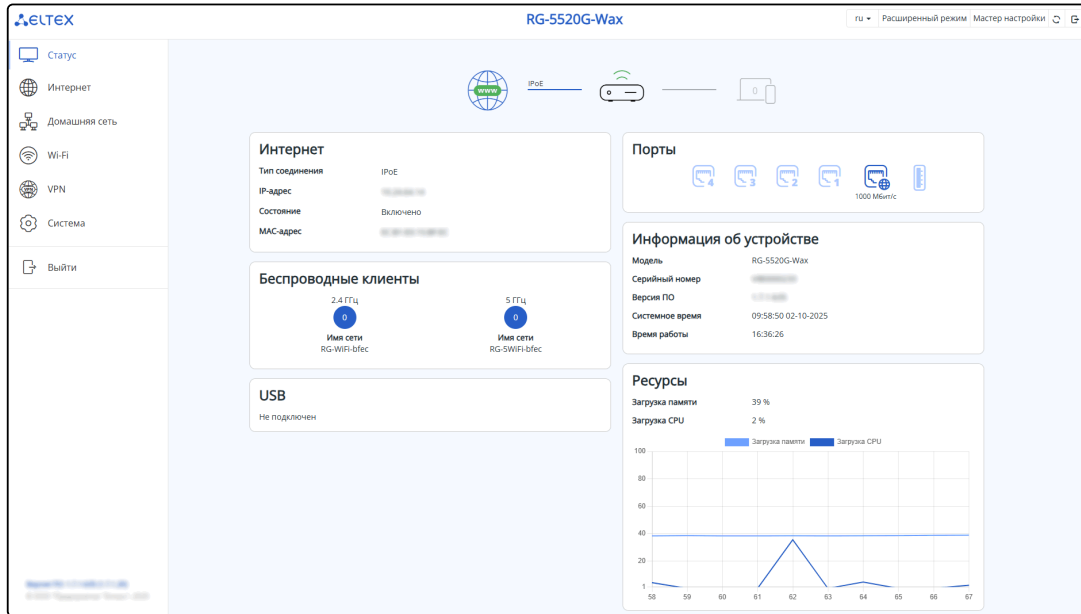 ELTEX
RG-5520G-Wax
ru Расширенный режим Мастер настройки
Статус
Интернет
Домашняя сеть
Wi-Fi
VPN
Система
Выйти
www
IPoE
0
Интернет
Тип соединения IPoE
IP-адрес
Состояние Включено
MAC-адрес
Беспроводные клиенты
2.4 ГГц 5 ГГц
0 0
Имя сети Имя сети
RG-WiFi-bfec RG-5WiFi-bfec
USB
Не подключен
Порты
4 3 2 1
1000 Мбит/с
Информация об устройстве
Модель RG-5520G-Wax
Серийный номер
Версия ПО
Системное время 09:58:50 02-10-2025
Время работы 16:36:26
Ресурсы
Загрузка памяти 39 %
Загрузка CPU 2 %
Загрузка памяти Загрузка CPU
100
80
60
40
20
1
58 59 60 61 62 63 64 65 66 67